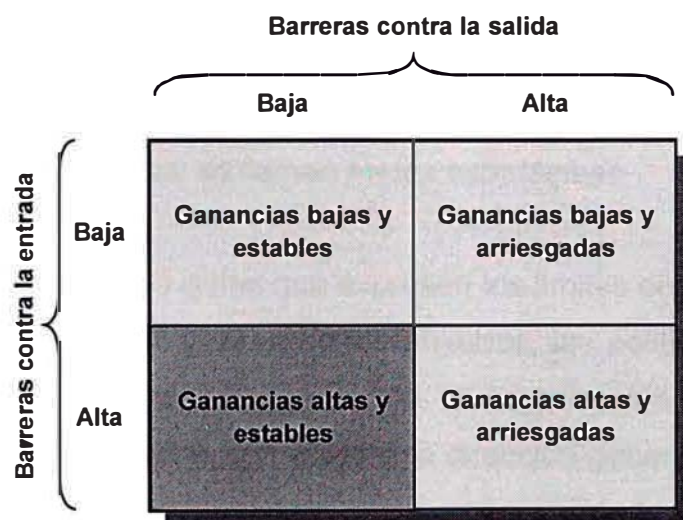 Barreras contra la salida
Baja
Alta
Barreras contra la entrada
Baja
Ganancias bajas y
estables
Ganancias bajas y
arriesgadas
Alta
Ganancias altas y
estables
Ganancias altas y
arriesgadas